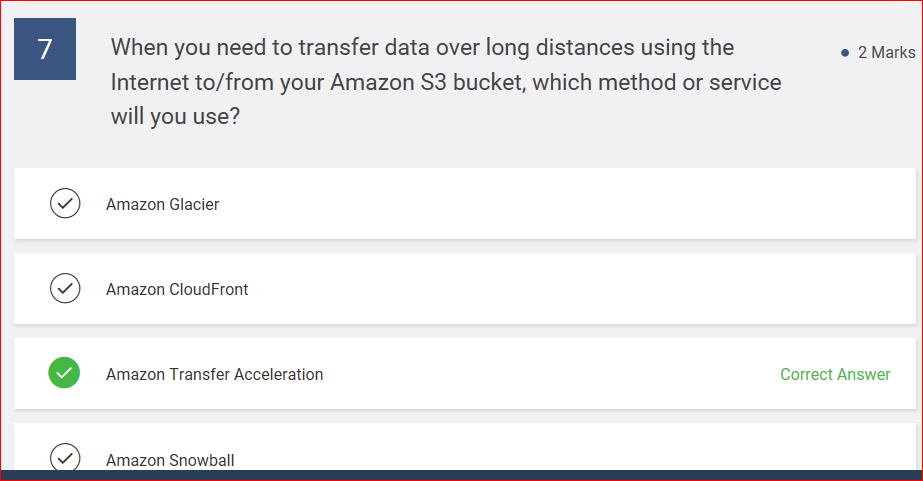 7
When you need to transfer data over long distances using the
Internet to/from your Amazon S3 bucket, which method or service
will you use?
2 Marks
Amazon Glacier
Amazon CloudFront
Amazon Transfer Acceleration
Correct Answer
Amazon Snowball